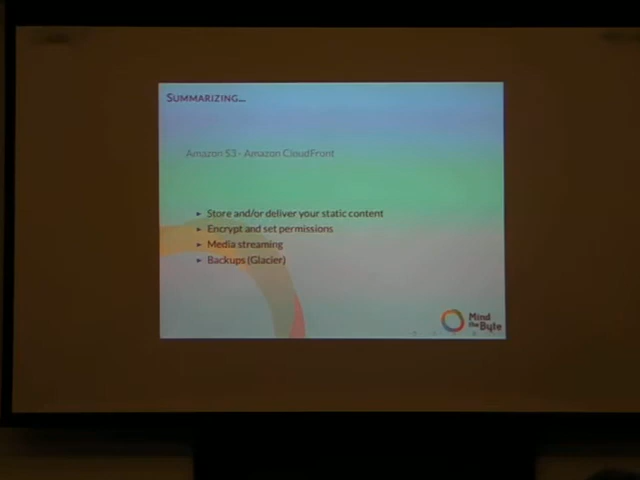 Summarizing...
Amazon S3 - Amazon CloudFront
Store and/or deliver your static content
Encrypt and set permissions
Media streaming
Backups (Glacier)
Mind
the Byte